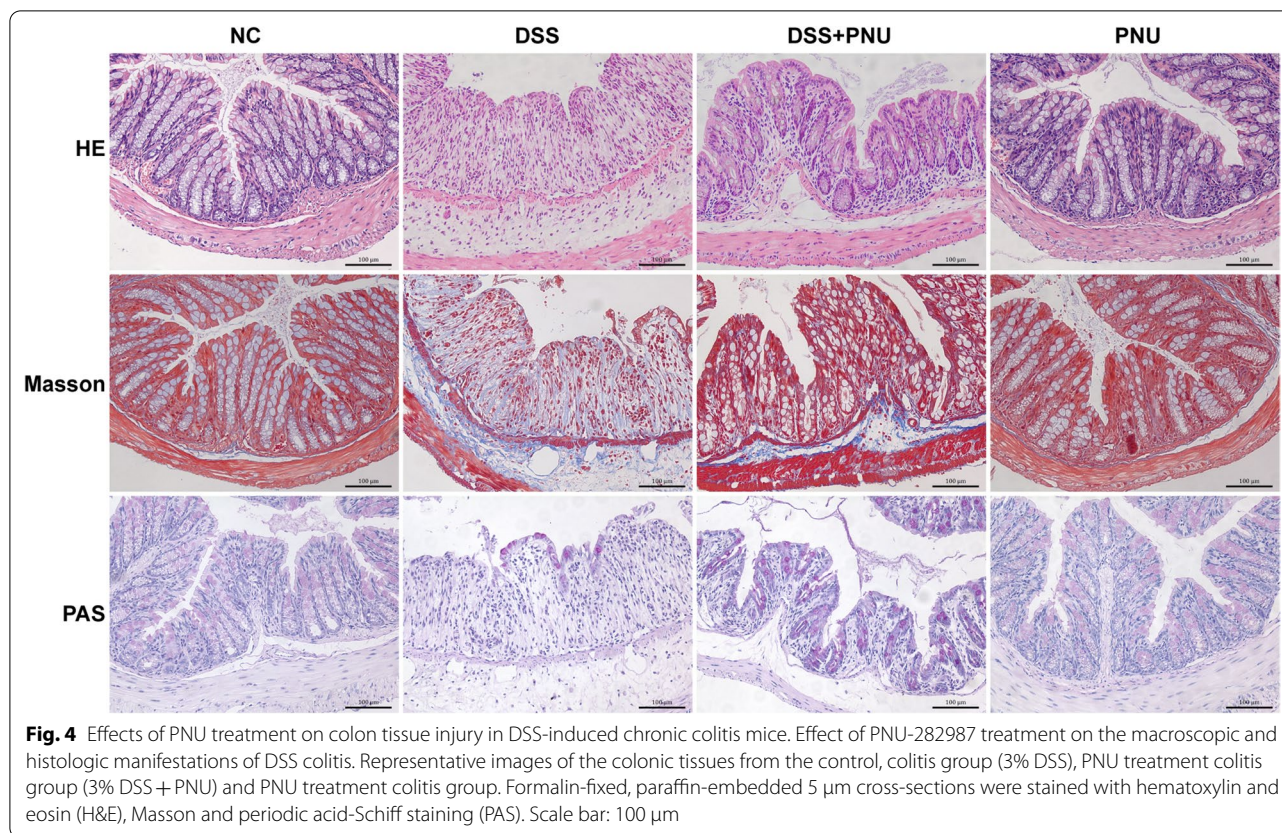 NC DSS DSS+PNU PNU
HE
100 µm 100 µm 100 µm 100 µm
Masson
100 µm 100 µm 100 µm 100 µm
PAS
100 µm 100 µm 100 µm 100 µm
Fig. 4 Effects of PNU treatment on colon tissue injury in DSS-induced chronic colitis mice. Effect of PNU-282987 treatment on the macroscopic and
histologic manifestations of DSS colitis. Representative images of the colonic tissues from the control, colitis group (3% DSS), PNU treatment colitis
group (3% DSS + PNU) and PNU treatment colitis group. Formalin-fixed, paraffin-embedded 5 µm cross-sections were stained with hematoxylin and
eosin (H&E), Masson and periodic acid-Schiff staining (PAS). Scale bar: 100 µm